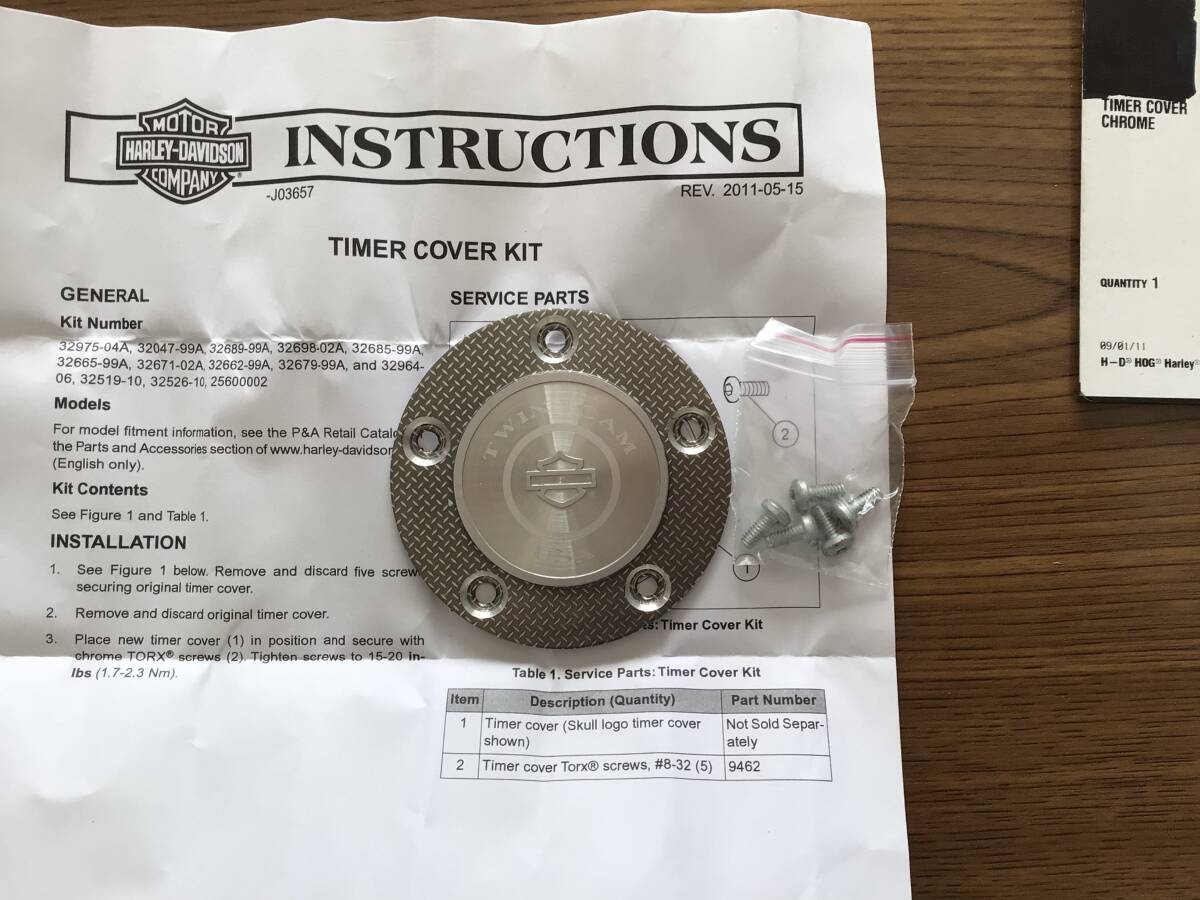 MOTOR
HARLEY-DAVIDSON
COMPANY
INSTRUCTIONS
-J03657
REV. 2011-05-15
TIMER COVER KIT
GENERAL
Kit Number
32975-04A, 32047-99A, 32689-99A, 32698-02A, 32685-99A,
32665-99A, 32671-02A, 32662-99A, 32679-99A, and 32964-
06, 32519-10, 32526-10, 25600002
Models
For model fitment information, see the P&A Retail
the Parts and Accessories section of
(English only).
Kit Contents
See Figure 1 and Table 1.
INSTALLATION
1. See Figure 1 below. Remove and discard five
securing original timer cover.
2. Remove and discard original timer cover.
3. Place new timer cover (1) in position and secure with
chrome TORX® screws (2). Tighten screws to 15-20 in-
lbs (1.7-2.3 Nm).
SERVICE PARTS
2
1
TWIN CAM
Timer Cover Kit
Table 1. Service Parts: Timer Cover Kit
Item Description (Quantity) Part Number
1 Timer cover (Skull logo timer cover Not Sold Separ-
shown) ately
2 Timer cover Torx® screws, #8-32 (5) 9462
TIMER COVER
CHROME
QUANTITY 1
09/01/11
H-D® HOG® Harley®